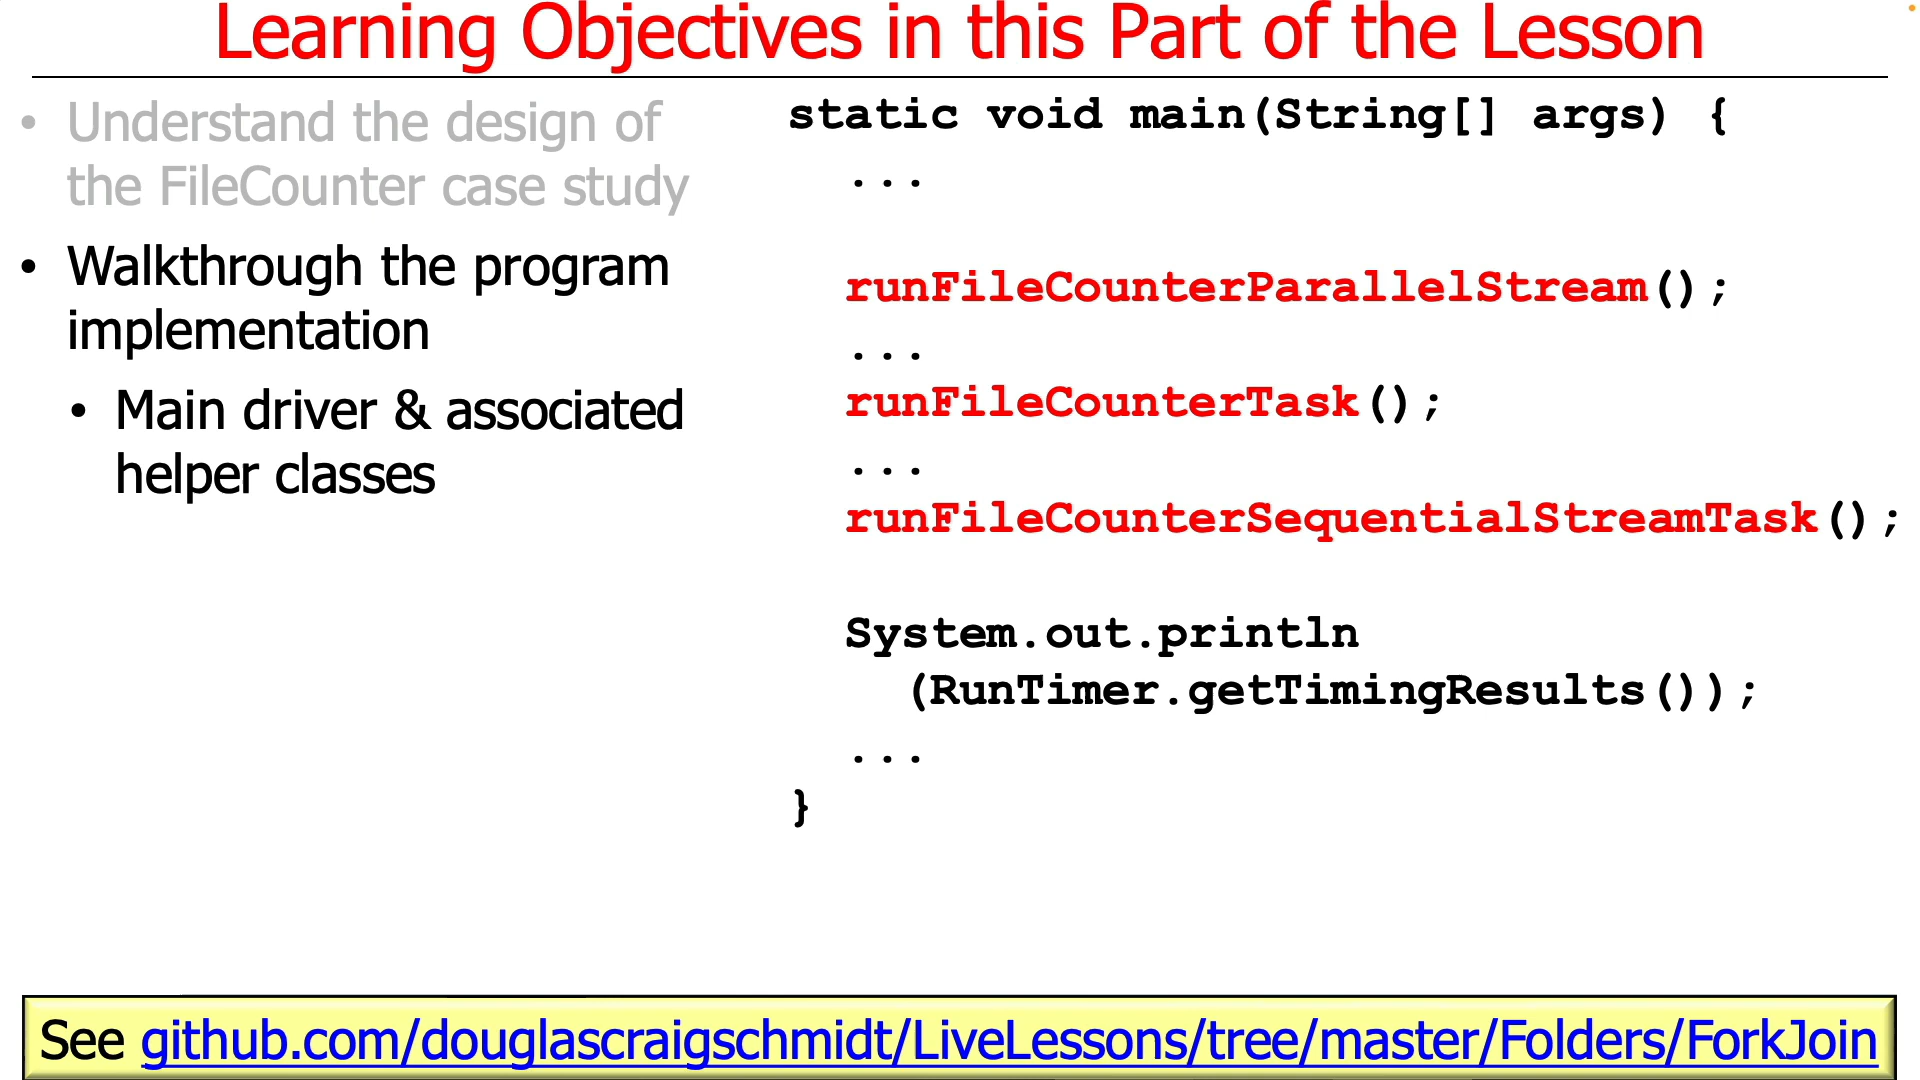 Learning Objectives in this Part of the Lesson
• Understand the design of
the FileCounter case study
• Walkthrough the program
implementation
• Main driver & associated
helper classes
static void main(String[] args) {
...
runFileCounterParallelStream();
...
runFileCounterTask();
...
runFileCounterSequentialStreamTask();
System.out.println
(RunTimer.getTimingResults());
...
}
See github.com/douglascraigschmidt/LiveLessons/tree/master/Folders/ForkJoin